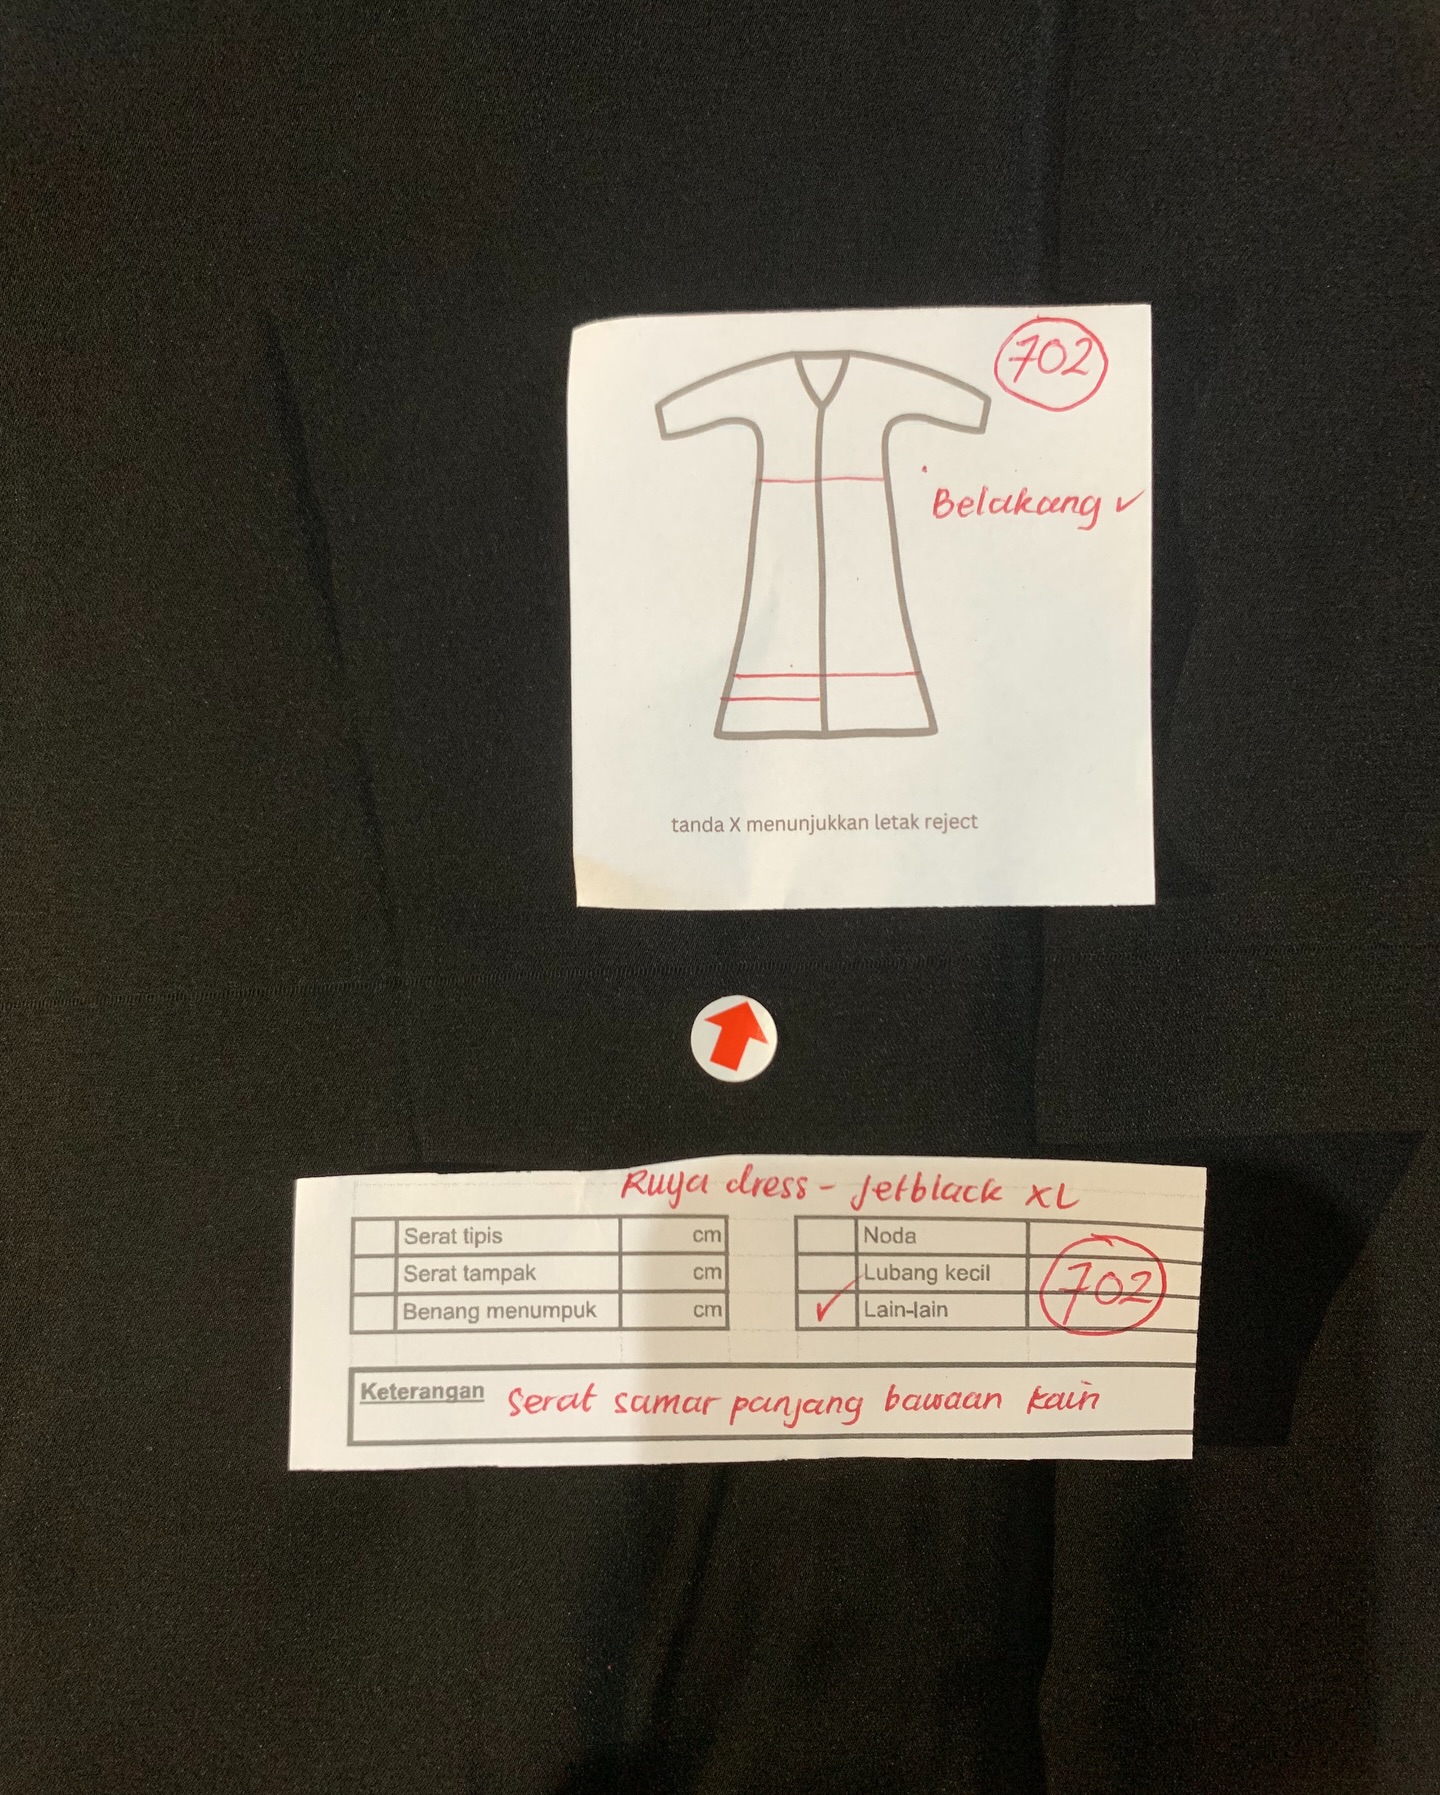 702
Belakang ✓
tanda X menunjukkan letak reject
Ruya dress - Jetblack XL
Serat tipis cm
Serat tampak cm
Benang menumpuk cm
Noda
Lubang kecil
✓ Lain-lain
702
Keterangan Serat samar panjang bawaan kain